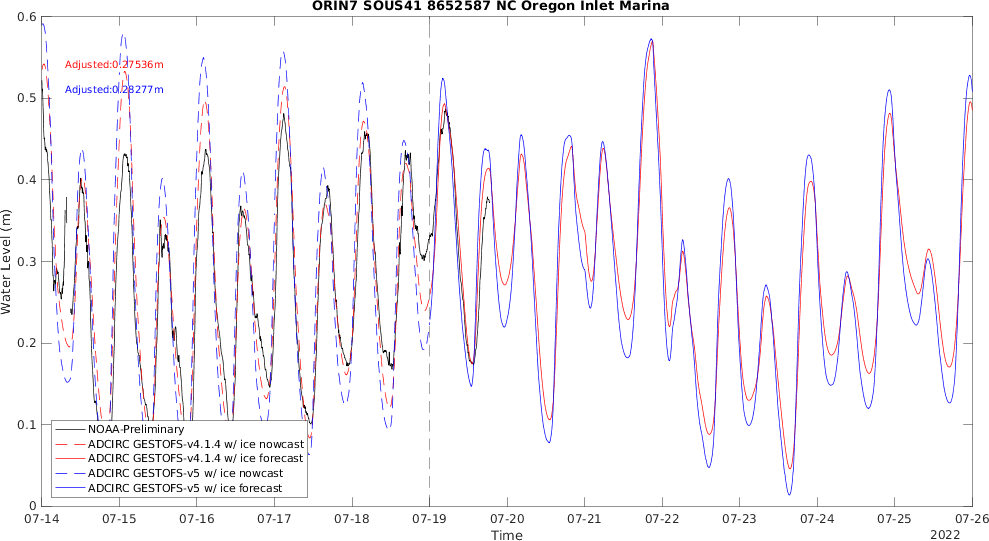 ORIN7 SOUS41 8652587 NC Oregon Inlet Marina
Water Level (m)
0.6
0.5
0.4
0.3
0.2
0.1
0
Adjusted:0.27536m
Adjusted:0.28277m
NOAA-Preliminary
ADCIRC GESTOFS-v4.1.4 w/ ice nowcast
ADCIRC GESTOFS-v4.1.4 w/ ice forecast
ADCIRC GESTOFS-v5 w/ ice nowcast
ADCIRC GESTOFS-v5 w/ ice forecast
07-14 07-15 07-16 07-17 07-18 07-19 07-20 07-21 07-22 07-23 07-24 07-25 07-26
Time
2022